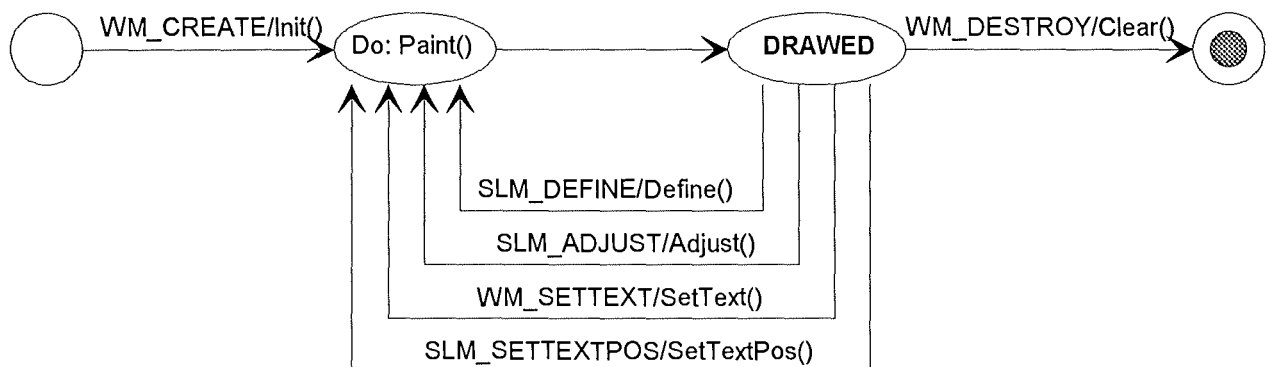 WM_CREATE/Init()
Do: Paint()
DRAWED
WM_DESTROY/Clear()
SLM_DEFINE/Define()
SLM_ADJUST/Adjust()
WM_SETTEXT/SetText()
SLM_SETTEXTPOS/SetTextPos()